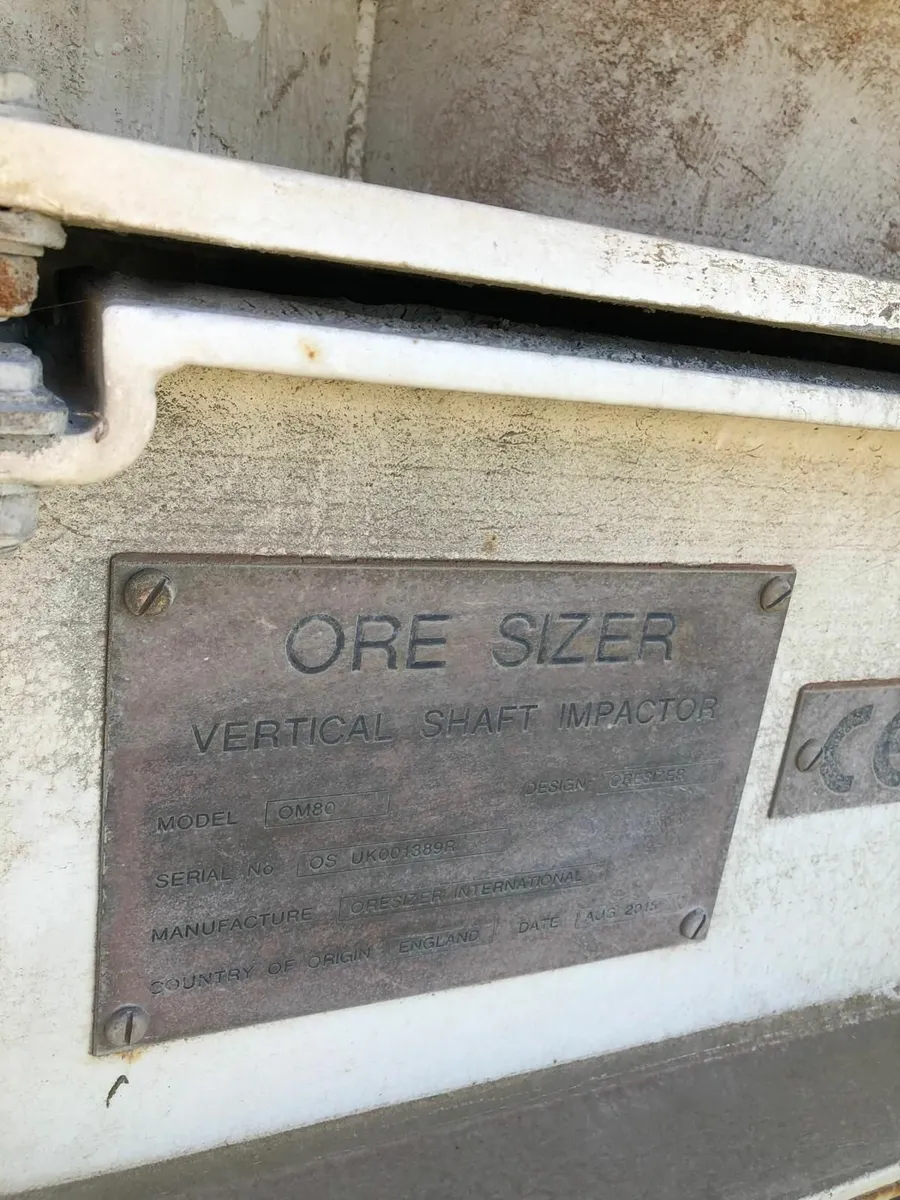 ORE SIZER
VERTICAL SHAFT IMPACTOR
MODEL OM80 DESIGN ORESIZER
SERIAL No OS UK001389R
MANUFACTURE ORESIZER INTERNATIONAL
COUNTRY OF ORIGIN ENGLAND DATE AUG 2015
CE